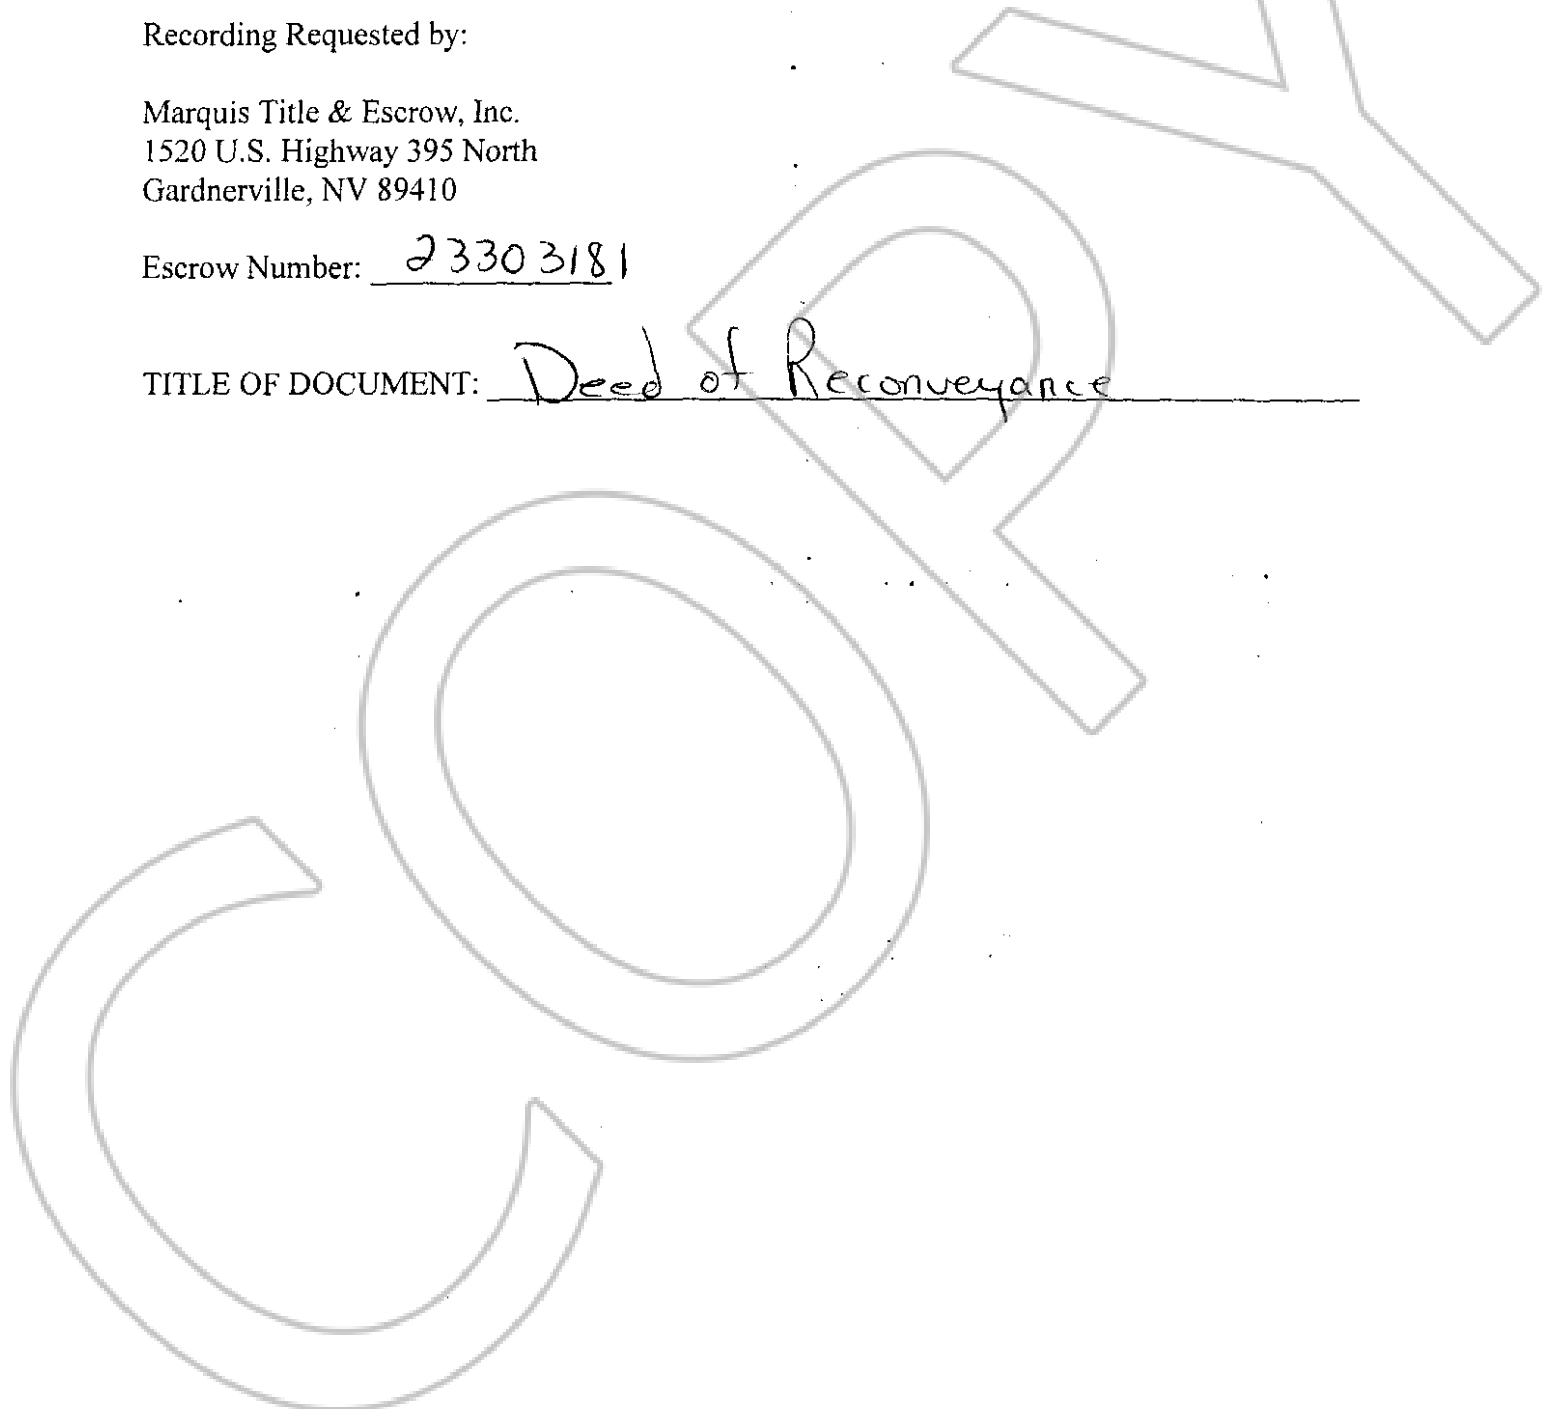 Recording Requested by:
Marquis Title & Escrow, Inc.
1520 U.S. Highway 395 North
Gardnerville, NV 89410
Escrow Number: 23303181
TITLE OF DOCUMENT: Deed of Reconveyance
COPY